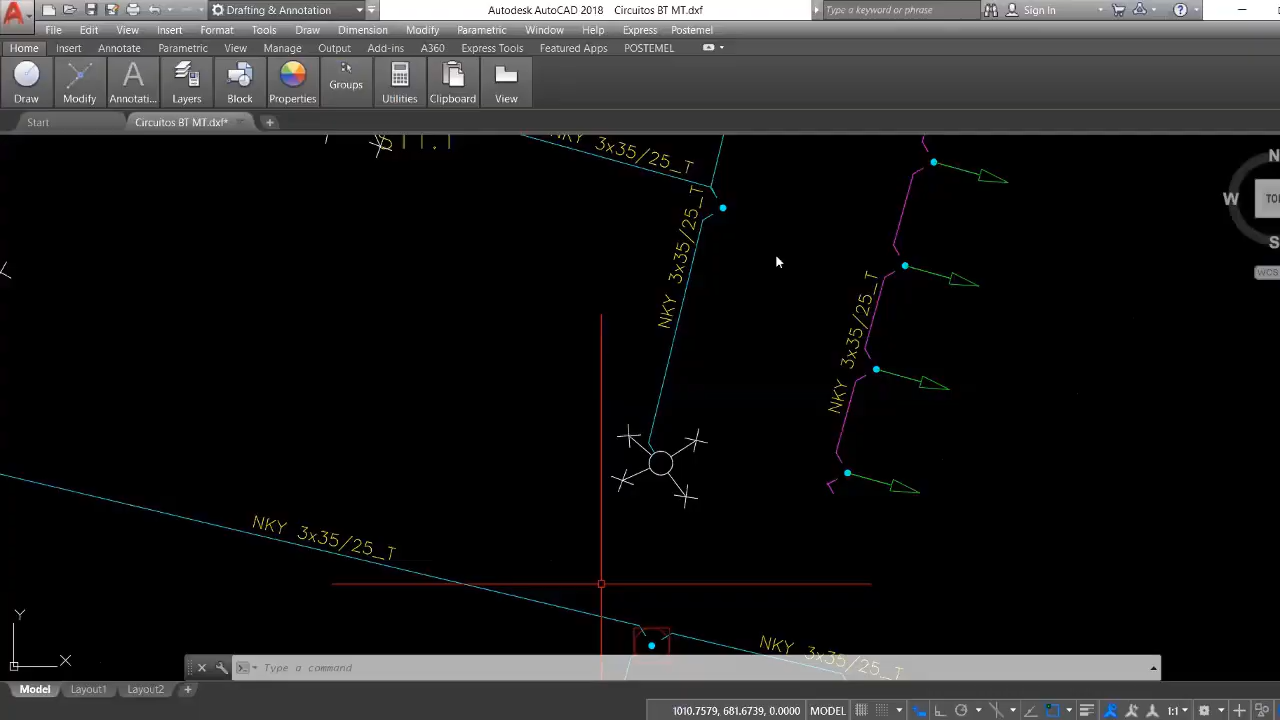 Drafting & Annotation
Autodesk AutoCAD 2018 Circuitos BT MT.dxf
Type a keyword or phrase
Sign In
File Edit View Insert Format Tools Draw Dimension Modify Parametric Window Help Express Postemel
Home Insert Annotate Parametric View Manage Output Add-ins A360 Express Tools Featured Apps POSTEMEL
Draw Modify Annotati... Layers Block Properties Groups Utilities Clipboard View
Start Circuitos BT MT.dxf*
NKY 3x35/25_T
NKY 3x35/25_T
NKY 3x35/25_T
N
W
TO
S
WCS
NKY 3x35/25_T
NKY 3x35/25_T
Y
X
Type a command
Model Layout1 Layout2
1010.7579, 681.6739, 0.0000 MODEL 1:1